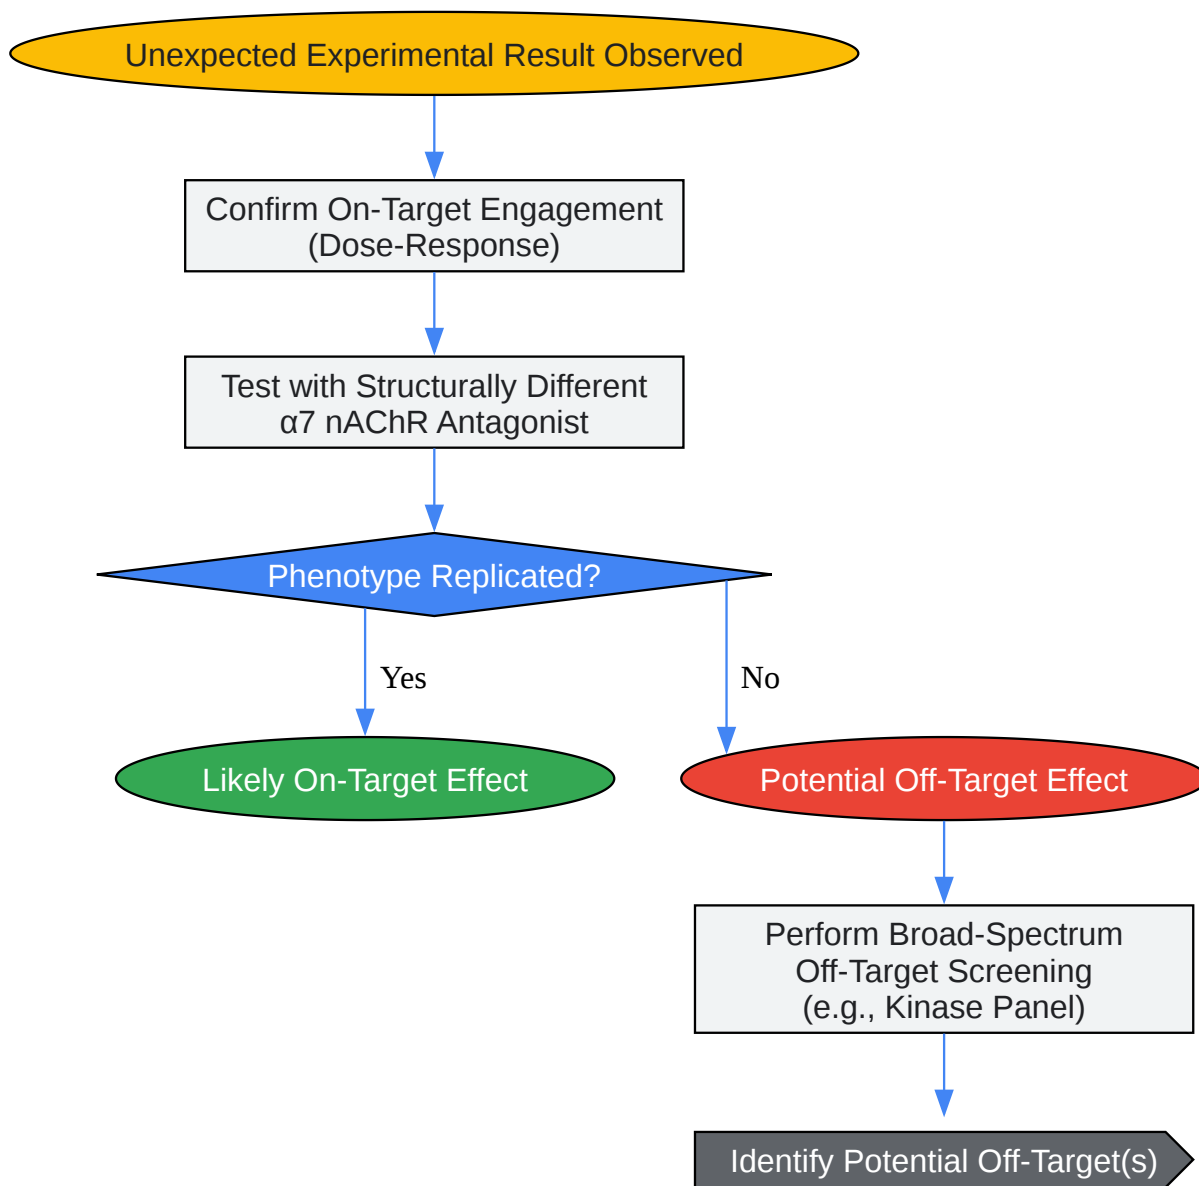 Unexpected Experimental Result Observed
Confirm On-Target Engagement
(Dose-Response)
Test with Structurally Different
α7 nAChR Antagonist
Phenotype Replicated?
Yes
No
Likely On-Target Effect
Potential Off-Target Effect
Perform Broad-Spectrum
Off-Target Screening
(e.g., Kinase Panel)
Identify Potential Off-Target(s)